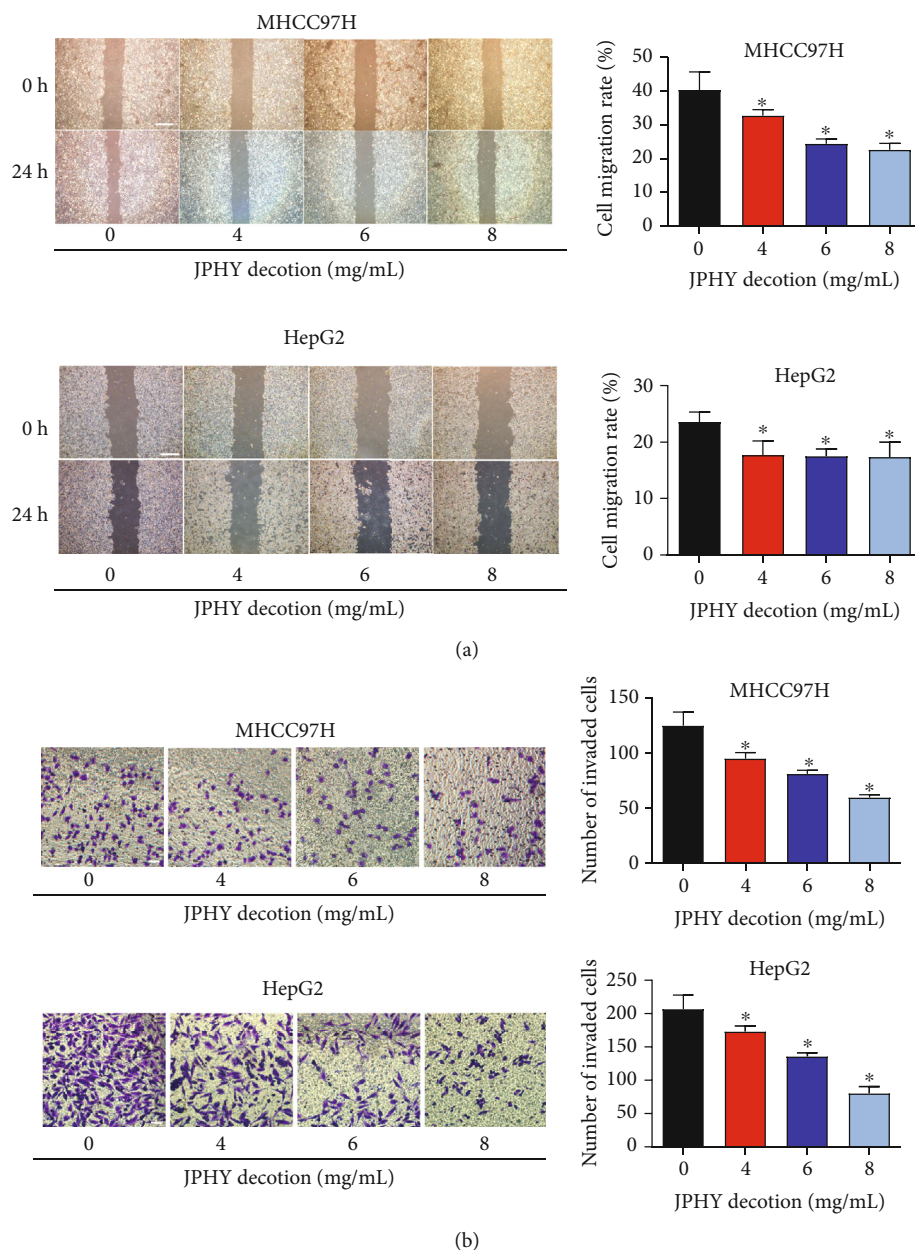 MHCC97H
0 h
24 h
0 4 6 8
JPHY decotion (mg/mL)
MHCC97H
Cell migration rate (%)
50
40
30
20
10
0
* * *
0 4 6 8
JPHY decotion (mg/mL)
HepG2
0 h
24 h
0 4 6 8
JPHY decotion (mg/mL)
HepG2
Cell migration rate (%)
30
20
10
0
* * *
0 4 6 8
JPHY decotion (mg/mL)
(a)
MHCC97H
0 4 6 8
JPHY decotion (mg/mL)
MHCC97H
Number of invaded cells
150
100
50
0
* * *
0 4 6 8
JPHY decotion (mg/mL)
HepG2
0 4 6 8
JPHY decotion (mg/mL)
HepG2
Number of invaded cells
250
200
150
100
50
0
* * *
0 4 6 8
JPHY decotion (mg/mL)
(b)